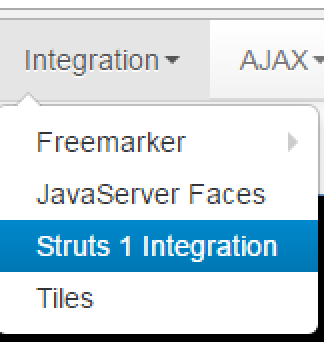 Integration AJAX
Freemarker
JavaServer Faces
Struts 1 Integration
Tiles